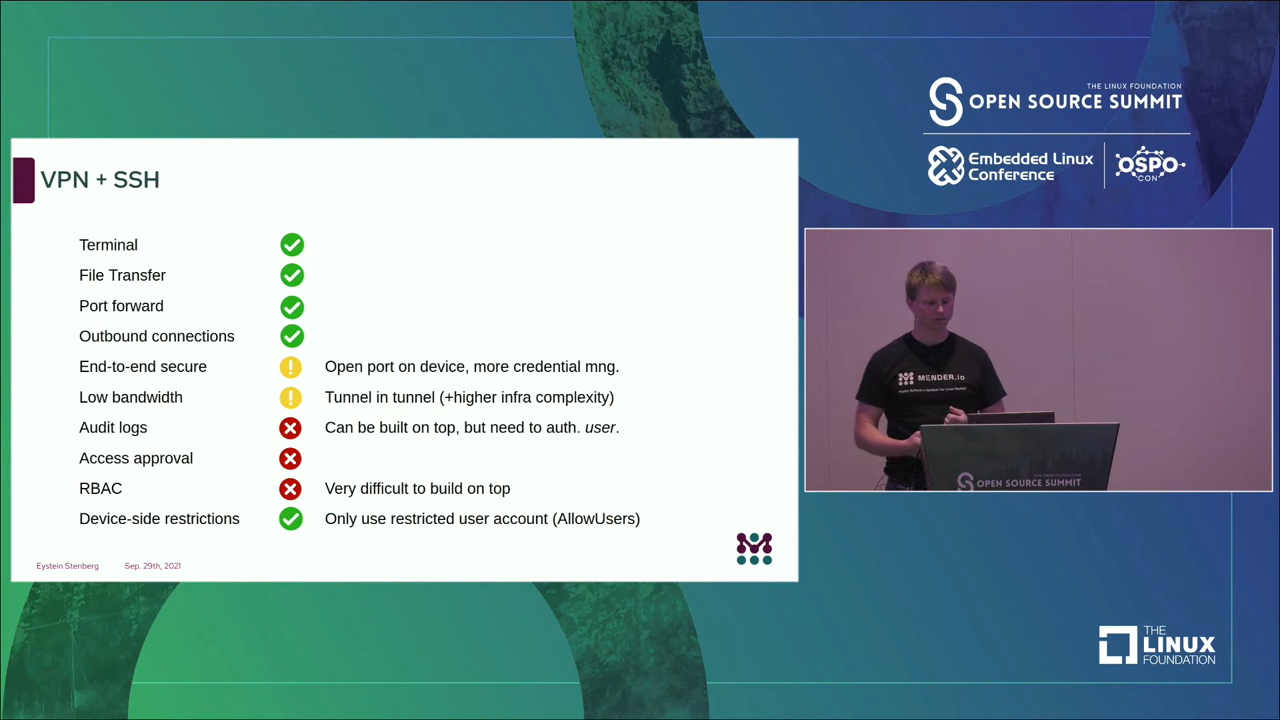 THE LINUX FOUNDATION
OPEN SOURCE SUMMIT
Embedded Linux
Conference
OSPO
CON
VPN + SSH
Terminal
File Transfer
Port forward
Outbound connections
End-to-end secure Open port on device, more credential mng.
Low bandwidth Tunnel in tunnel (+higher infra complexity)
Audit logs Can be built on top, but need to auth. user.
Access approval
RBAC Very difficult to build on top
Device-side restrictions Only use restricted user account (AllowUsers)
Eystein Stenberg Sep. 29th, 2021
MENDER.io
OPEN SOURCE SUMMIT
THE
LINUX
FOUNDATION